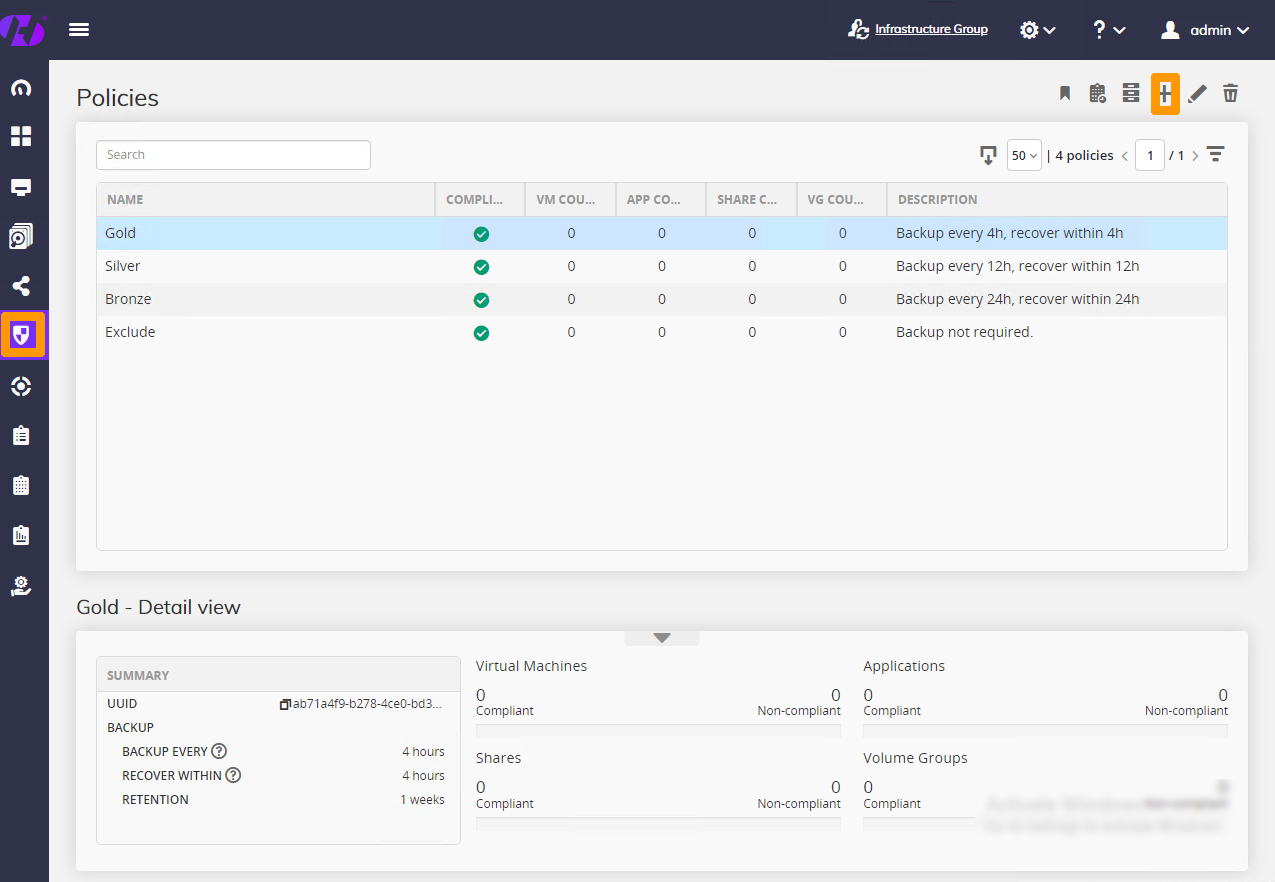 Infrastructure Group
admin
Policies
Search
50 | 4 policies 1 / 1
NAME COMPLI... VM COU... APP CO... SHARE C... VG COU... DESCRIPTION
Gold 0 0 0 0 Backup every 4h, recover within 4h
Silver 0 0 0 0 Backup every 12h, recover within 12h
Bronze 0 0 0 0 Backup every 24h, recover within 24h
Exclude 0 0 0 0 Backup not required.
Gold - Detail view
SUMMARY
UUID ab71a4f9-b278-4ce0-bd3...
BACKUP
BACKUP EVERY ? 4 hours
RECOVER WITHIN ? 4 hours
RETENTION 1 weeks
Virtual Machines
0 0
Compliant Non-compliant
Applications
0 0
Compliant Non-compliant
Shares
0 0
Compliant Non-compliant
Volume Groups
0
Compliant Non-compliant
Activate Windows
Go to Settings to activate Windows.